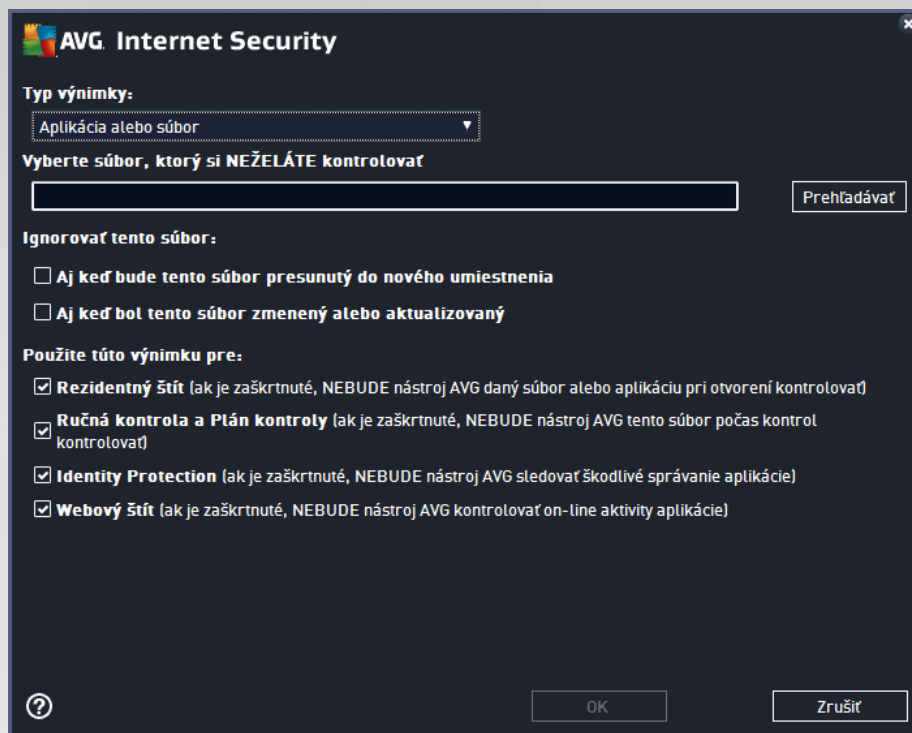 AVG Internet Security
Typ výnimky:
Aplikácia alebo súbor
Vyberte súbor, ktorý si NEŽELÁTE kontrolovať
Prehľadávať
Ignorovať tento súbor:
Aj keď bude tento súbor presunutý do nového umiestnenia
Aj keď bol tento súbor zmenený alebo aktualizovaný
Použite túto výnimku pre:
Rezidentný štít (ak je zaškrtnuté, NEBUDE nástroj AVG daný súbor alebo aplikáciu pri otvorení kontrolovať)
Ručná kontrola a Plán kontroly (ak je zaškrtnuté, NEBUDE nástroj AVG tento súbor počas kontrol
kontrolovať)
Identity Protection (ak je zaškrtnuté, NEBUDE nástroj AVG sledovať škodlivé správanie aplikácie)
Webový štít (ak je zaškrtnuté, NEBUDE nástroj AVG kontrolovať on-line aktivity aplikácie)
?
OK
Zrušiť